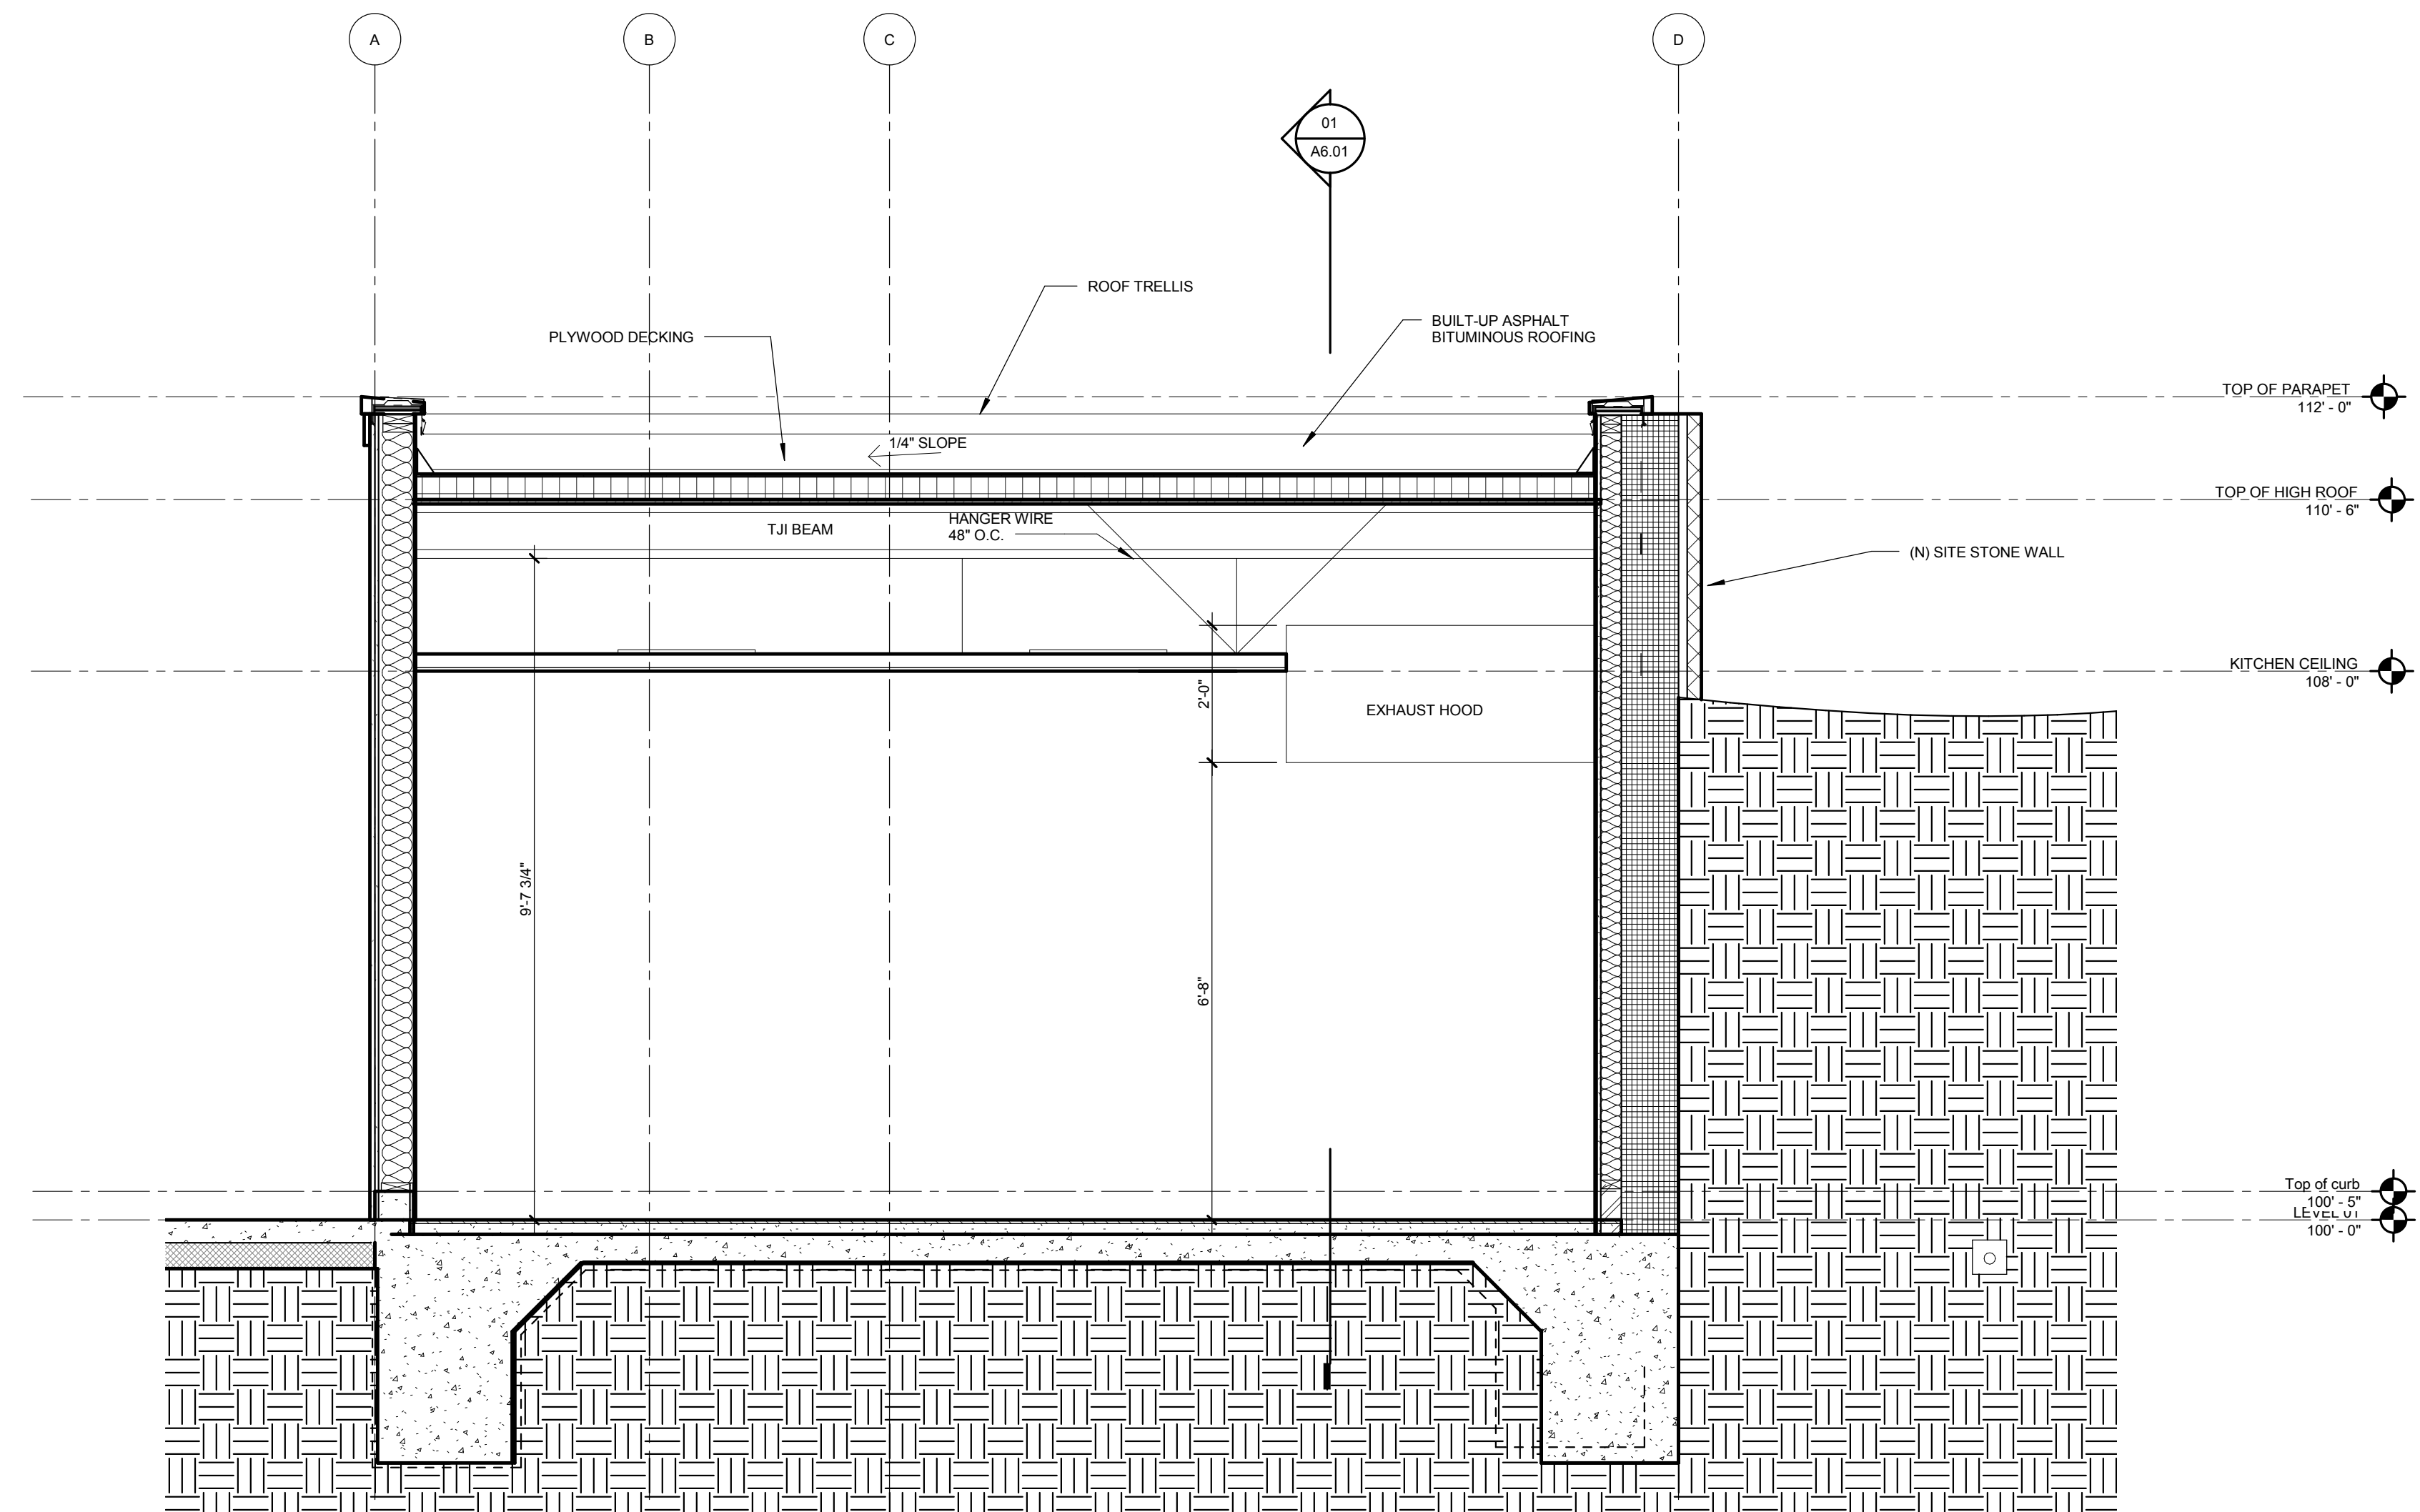 A
B
C
D
01
A6.01
ROOF TRELLIS
PLYWOOD DECKING
BUILT-UP ASPHALT
BITUMINOUS ROOFING
TOP OF PARAPET
112' - 0"
1/4" SLOPE
TOP OF HIGH ROOF
110' - 6"
TJI BEAM
HANGER WIRE
48" O.C.
(N) SITE STONE WALL
KITCHEN CEILING
108' - 0"
2'-0"
EXHAUST HOOD
9'-7 3/4"
6'-8"
Top of curb
100' - 5"
LEVEL 01
100' - 0"